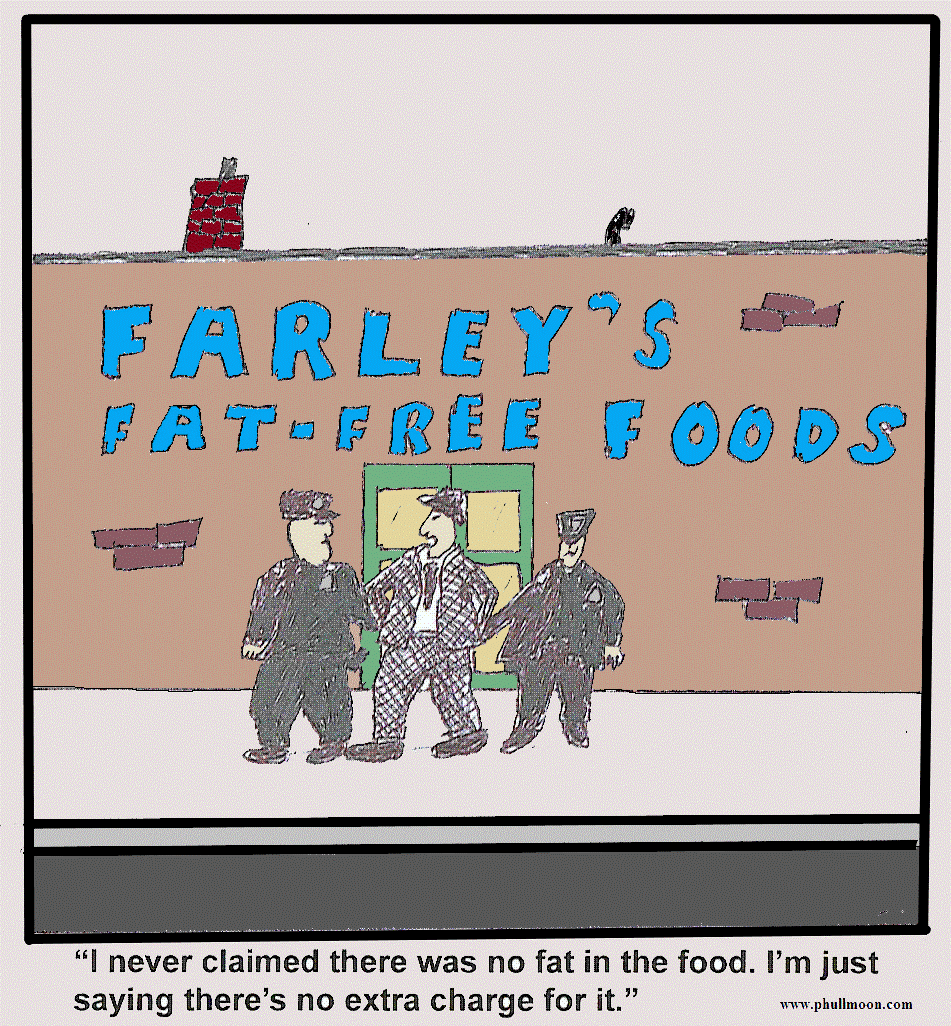 FARLEY'S
FAT-FREE FOODS
“I never claimed there was no fat in the food. I’m just
saying there’s no extra charge for it.”
www.phullmoon.com